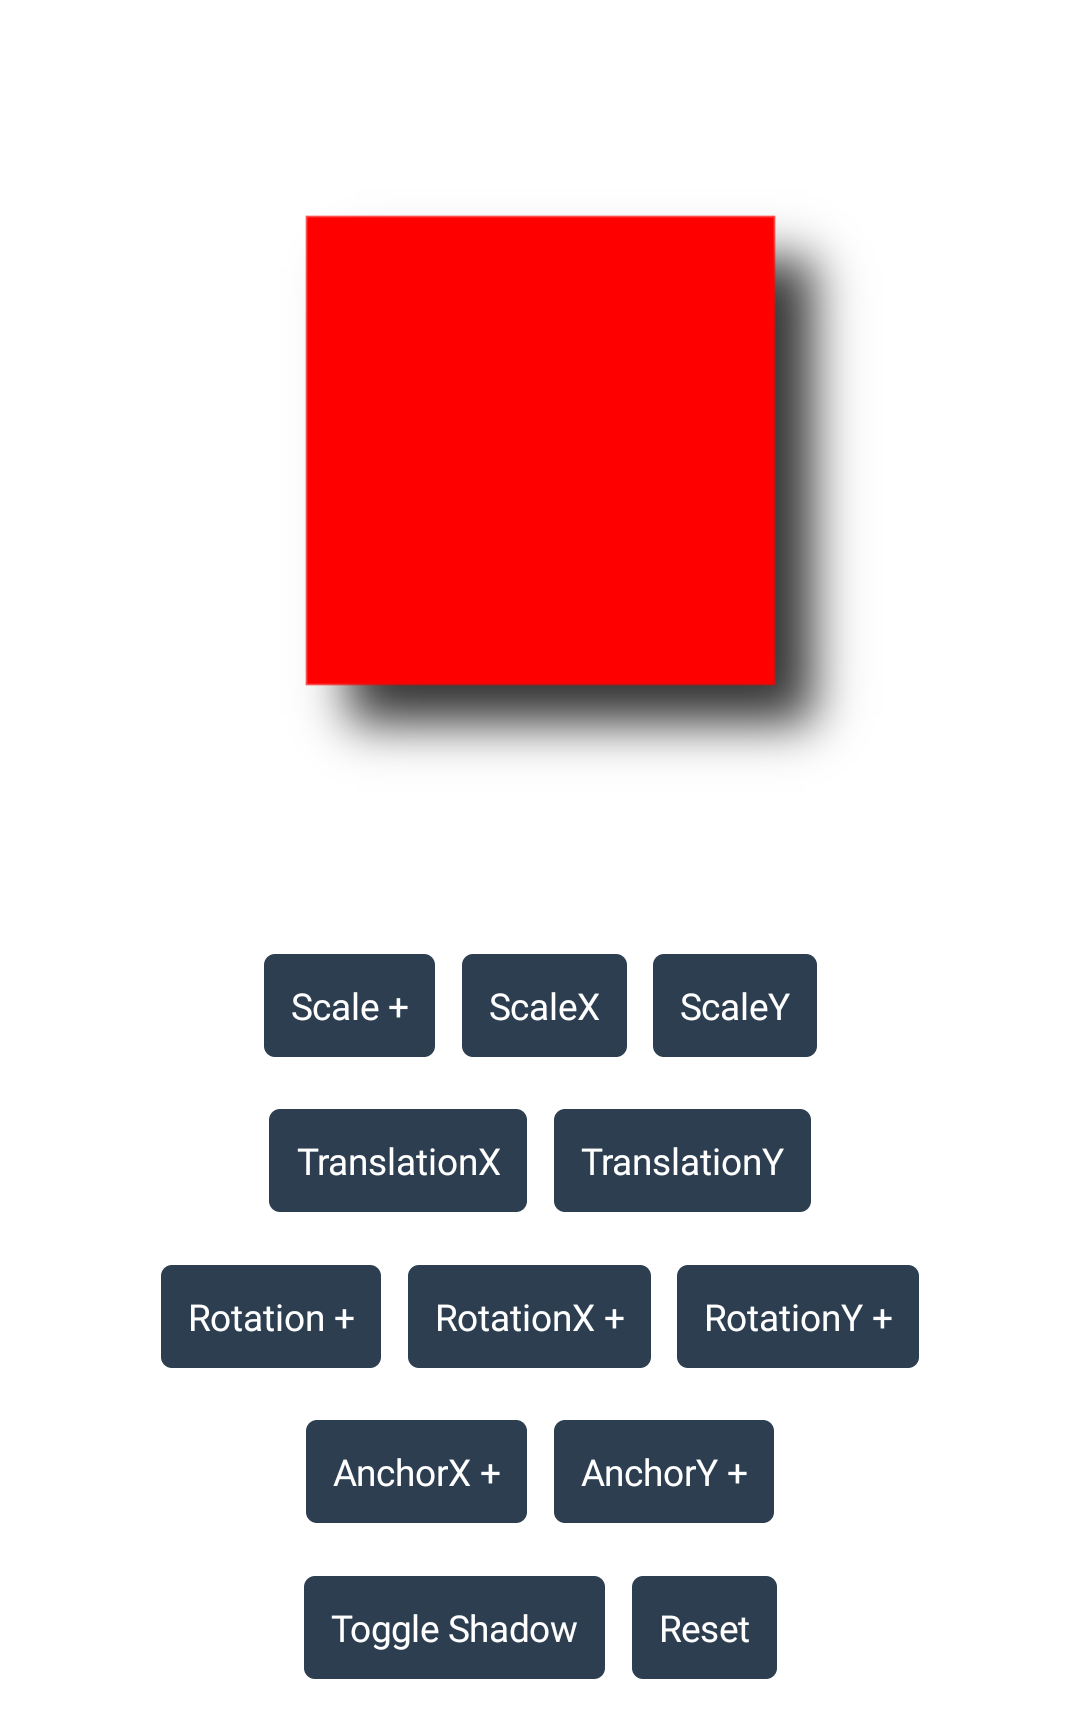 Scale + ScaleX ScaleY
TranslationX TranslationY
Rotation + RotationX + RotationY +
AnchorX + AnchorY +
Toggle Shadow Reset